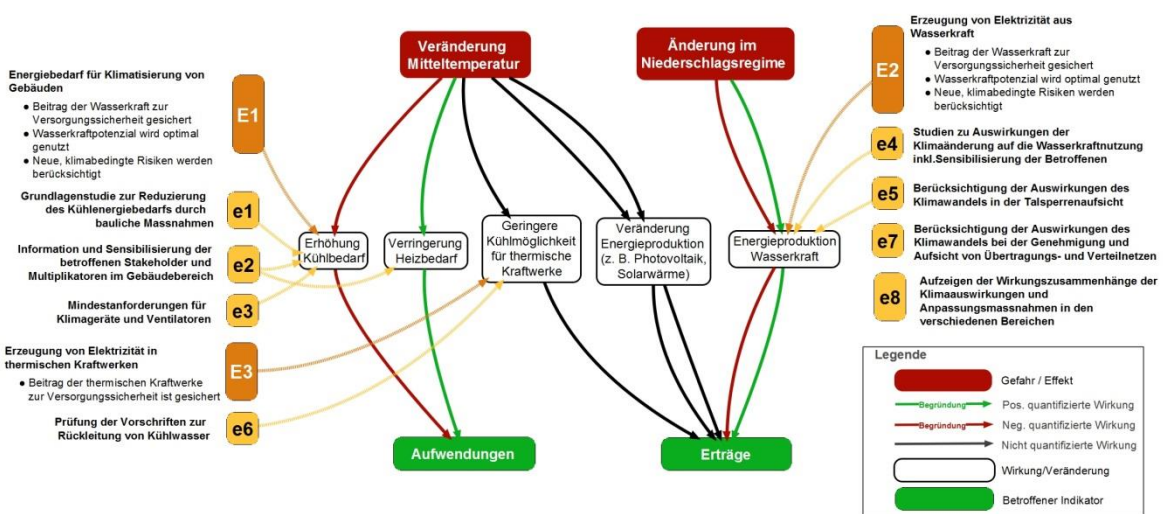 Veränderung
Mitteltemperatur
Änderung im
Niederschlagsregime
Energiebedarf für Klimatisierung von
Gebäuden
● Beitrag der Wasserkraft zur
Versorgungssicherheit gesichert
● Wasserkraftpotenzial wird optimal
genutzt
● Neue, klimabedingte Risiken werden
berücksichtigt
E1
Grundlagenstudie zur Reduzierung
des Kühlenergiebedarfs durch
bauliche Massnahmen
e1
Information und Sensibilisierung der
betroffenen Stakeholder und
Multiplikatoren im Gebäudebereich
e2
Mindestanforderungen für
Klimageräte und Ventilatoren
e3
Erzeugung von Elektrizität in
thermischen Kraftwerken
● Beitrag der thermischen Kraftwerke
zur Versorgungssicherheit ist gesichert
E3
Prüfung der Vorschriften zur
Rückleitung von Kühlwasser
e6
Erhöhung
Kühlbedarf
Verringerung
Heizbedarf
Geringere
Kühlmöglichkeit
für thermische
Kraftwerke
Veränderung
Energieproduktion
(z. B. Photovoltaik,
Solarwärme)
Energieproduktion
Wasserkraft
Aufwendungen
Erträge
E2
Erzeugung von Elektrizität aus
Wasserkraft
● Beitrag der Wasserkraft zur
Versorgungssicherheit gesichert
● Wasserkraftpotenzial wird optimal genutzt
● Neue, klimabedingte Risiken werden
berücksichtigt
e4
Studien zu Auswirkungen der
Klimaänderung auf die Wasserkraftnutzung
inkl.Sensibilisierung der Betroffenen
e5
Berücksichtigung der Auswirkungen des
Klimawandels in der Talsperrenaufsicht
e7
Berücksichtigung der Auswirkungen des
Klimawandels bei der Genehmigung und
Aufsicht von Übertragungs- und Verteilnetzen
e8
Aufzeigen der Wirkungszusammenhänge der
Klimaauswirkungen und
Anpassungsmassnahmen in den
verschiedenen Bereichen
Legende
Gefahr / Effekt
Begründung Pos. quantifizierte Wirkung
Begründung Neg. quantifizierte Wirkung
Nicht quantifizierte Wirkung
Wirkung/Veränderung
Betroffener Indikator